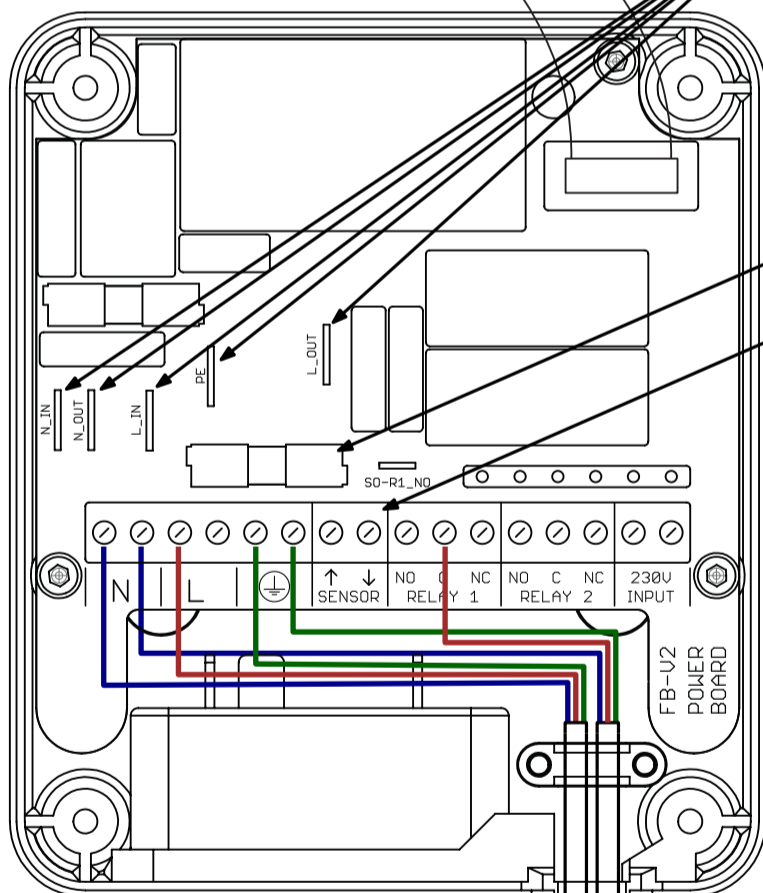 N_IN
N_OUT
L_IN
PE
L_OUT
SO-R1_NO
N
L
↑ ↓
SENSOR
NO C NC
RELAY 1
NO C NC
RELAY 2
230V
INPUT
FB-V2
POWER
BOARD